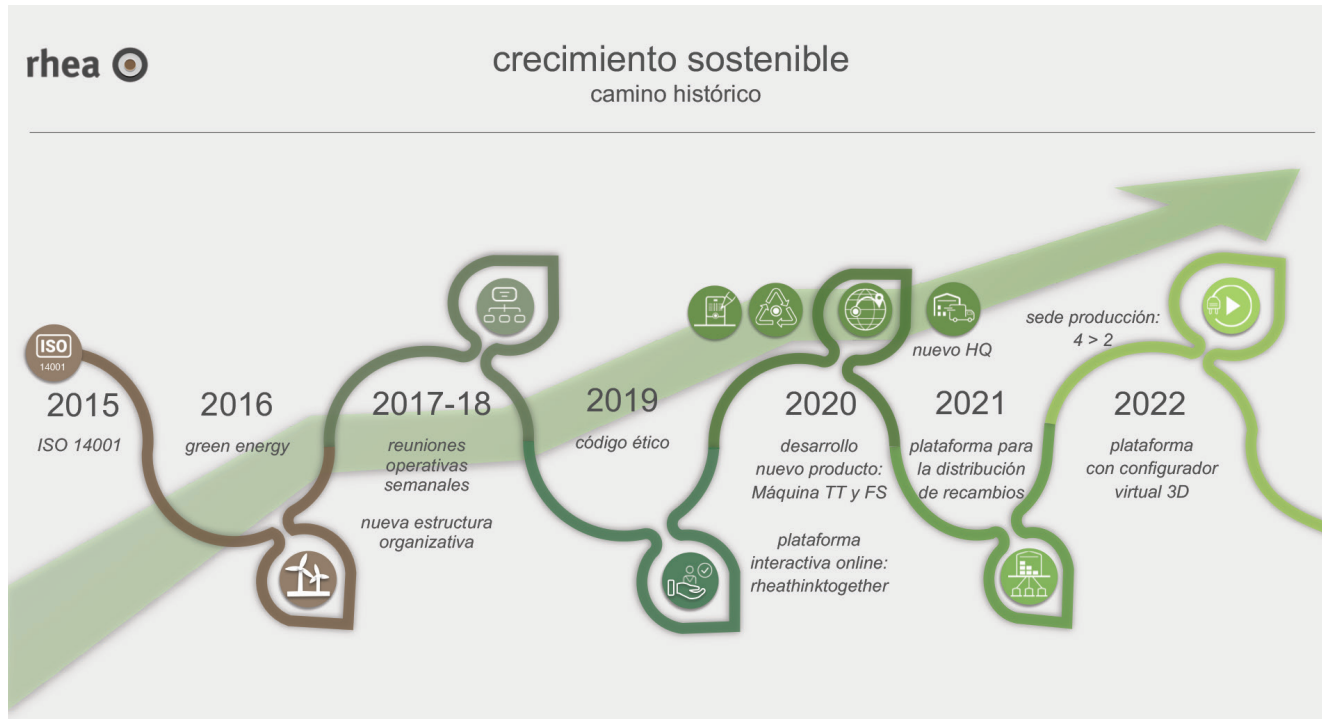 rhea
crecimiento sostenible
camino histórico
ISO
14001
2015
ISO 14001
2016
green energy
2017-18
reuniones
operativas
semanales
nueva estructura
organizativa
2019
código ético
2020
desarrollo
nuevo producto:
Máquina TT y FS
plataforma
interactiva online:
rheathinktogether
nuevo HQ
2021
plataforma para
la distribución
de recambios
sede producción:
4 > 2
2022
plataforma
con configurador
virtual 3D